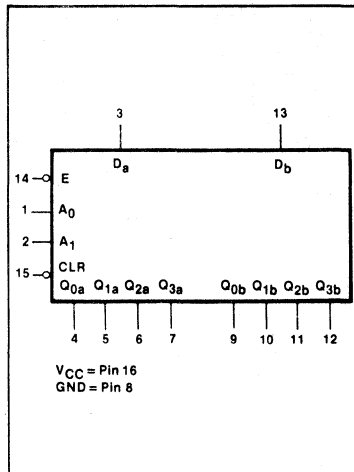 3 13
Da Db
14 E
1 A0
2 A1
15 CLR
Q0a Q1a Q2a Q3a Q0b Q1b Q2b Q3b
4 5 6 7 9 10 11 12
VCC = Pin 16
GND = Pin 8